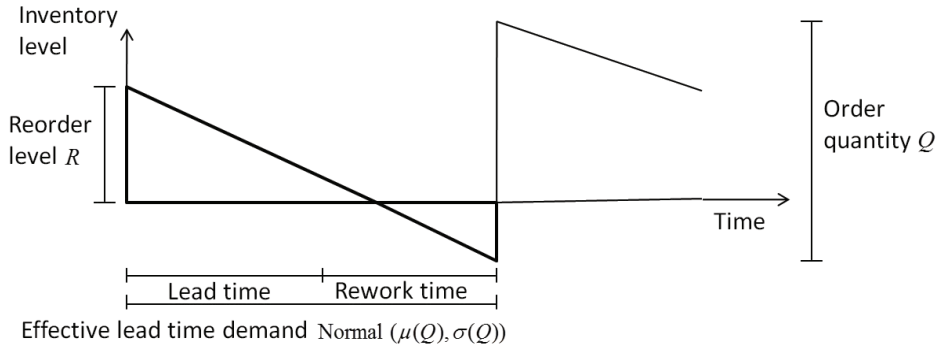 Inventory
level
Reorder
level R
Order
quantity Q
Time
Lead time
Rework time
Effective lead time demand Normal (μ(Q),σ(Q))